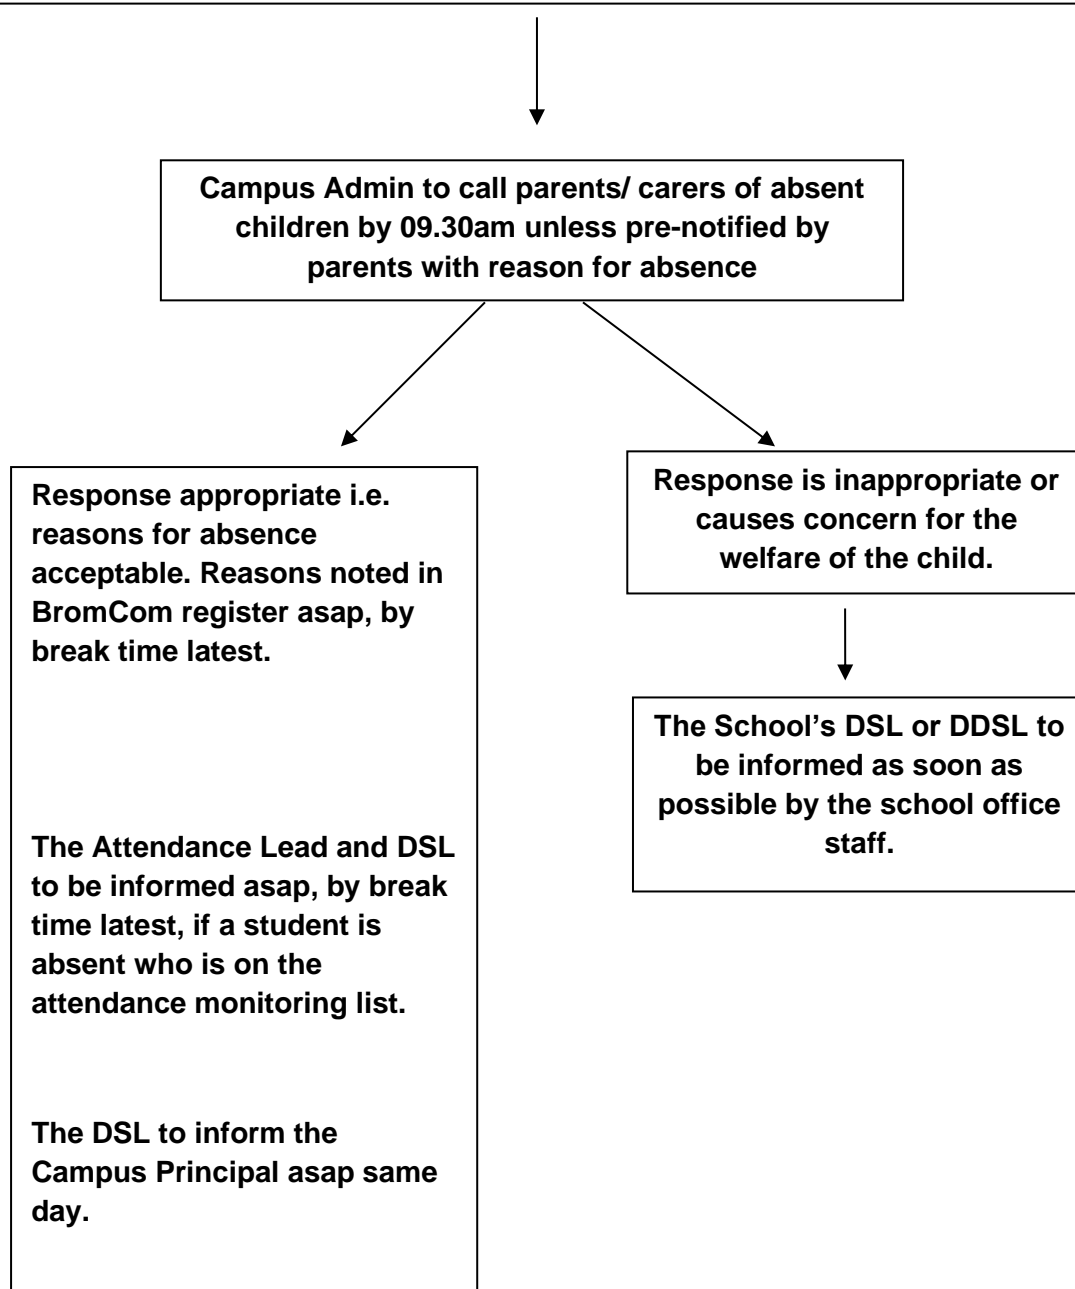 Campus Admin to call parents/ carers of absent
children by 09.30am unless pre-notified by
parents with reason for absence
Response appropriate i.e.
reasons for absence
acceptable. Reasons noted in
BromCom register asap, by
break time latest.
The Attendance Lead and DSL
to be informed asap, by break
time latest, if a student is
absent who is on the
attendance monitoring list.
The DSL to inform the
Campus Principal asap same
day.
Response is inappropriate or
causes concern for the
welfare of the child.
The School’s DSL or DDSL to
be informed as soon as
possible by the school office
staff.